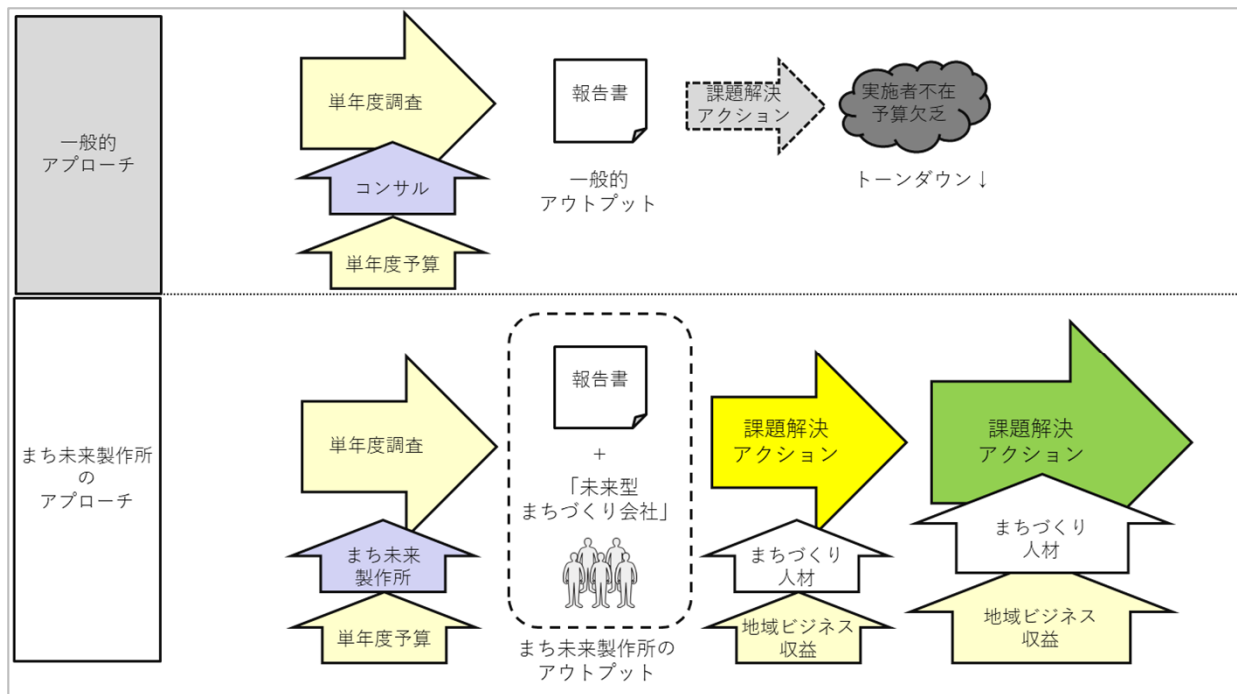 一般的
アプローチ
単年度調査
コンサル
単年度予算
報告書
一般的
アウトプット
課題解決
アクション
実施者不在
予算欠乏
トーンダウン↓
まち未来製作所
の
アプローチ
単年度調査
まち未来
製作所
単年度予算
報告書
+
「未来型
まちづくり会社」
まち未来製作所の
アウトプット
課題解決
アクション
まちづくり
人材
地域ビジネス
収益
課題解決
アクション
まちづくり
人材
地域ビジネス
収益